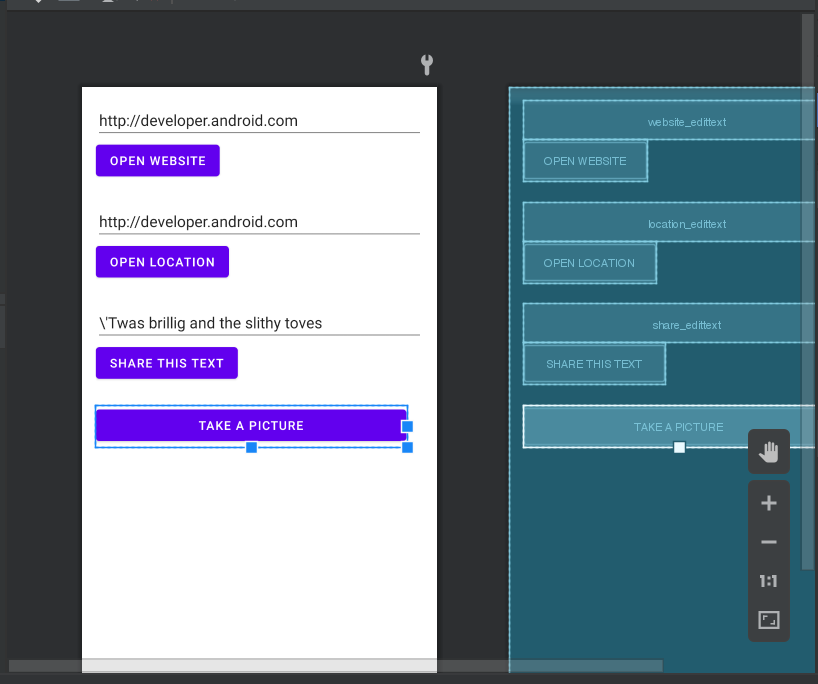 http://developer.android.com
OPEN WEBSITE
http://developer.android.com
OPEN LOCATION
\'Twas brillig and the slithy toves
SHARE THIS TEXT
TAKE A PICTURE
website_edittext
OPEN WEBSITE
location_edittext
OPEN LOCATION
share_edittext
SHARE THIS TEXT
TAKE A PICTURE
1:1